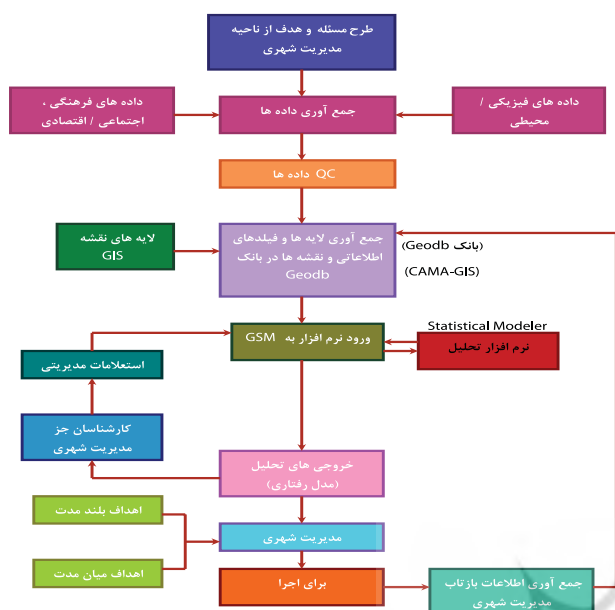 طرح مسئله و هدف از ناحیه
مدیریت شهری
داده های فرهنگی ،
اجتماعی / اقتصادی
جمع آوری داده ها
داده های فیزیکی /
محیطی
QC داده ها
لایه های نقشه
GIS
جمع آوری لایه ها و فیلدهای
اطلاعاتی و نقشه ها در بانک
Geodb
(بانک Geodb)
(CAMA-GIS)
ورود نرم افزار به GSM
Statistical Modeler
نرم افزار تحلیل
استعلامات مدیریتی
کارشناسان جز
مدیریت شهری
خروجی های تحلیل
(مدل رفتاری)
اهداف بلند مدت
مدیریت شهری
اهداف میان مدت
برای اجرا
جمع آوری اطلاعات بازتاب
مدیریت شهری